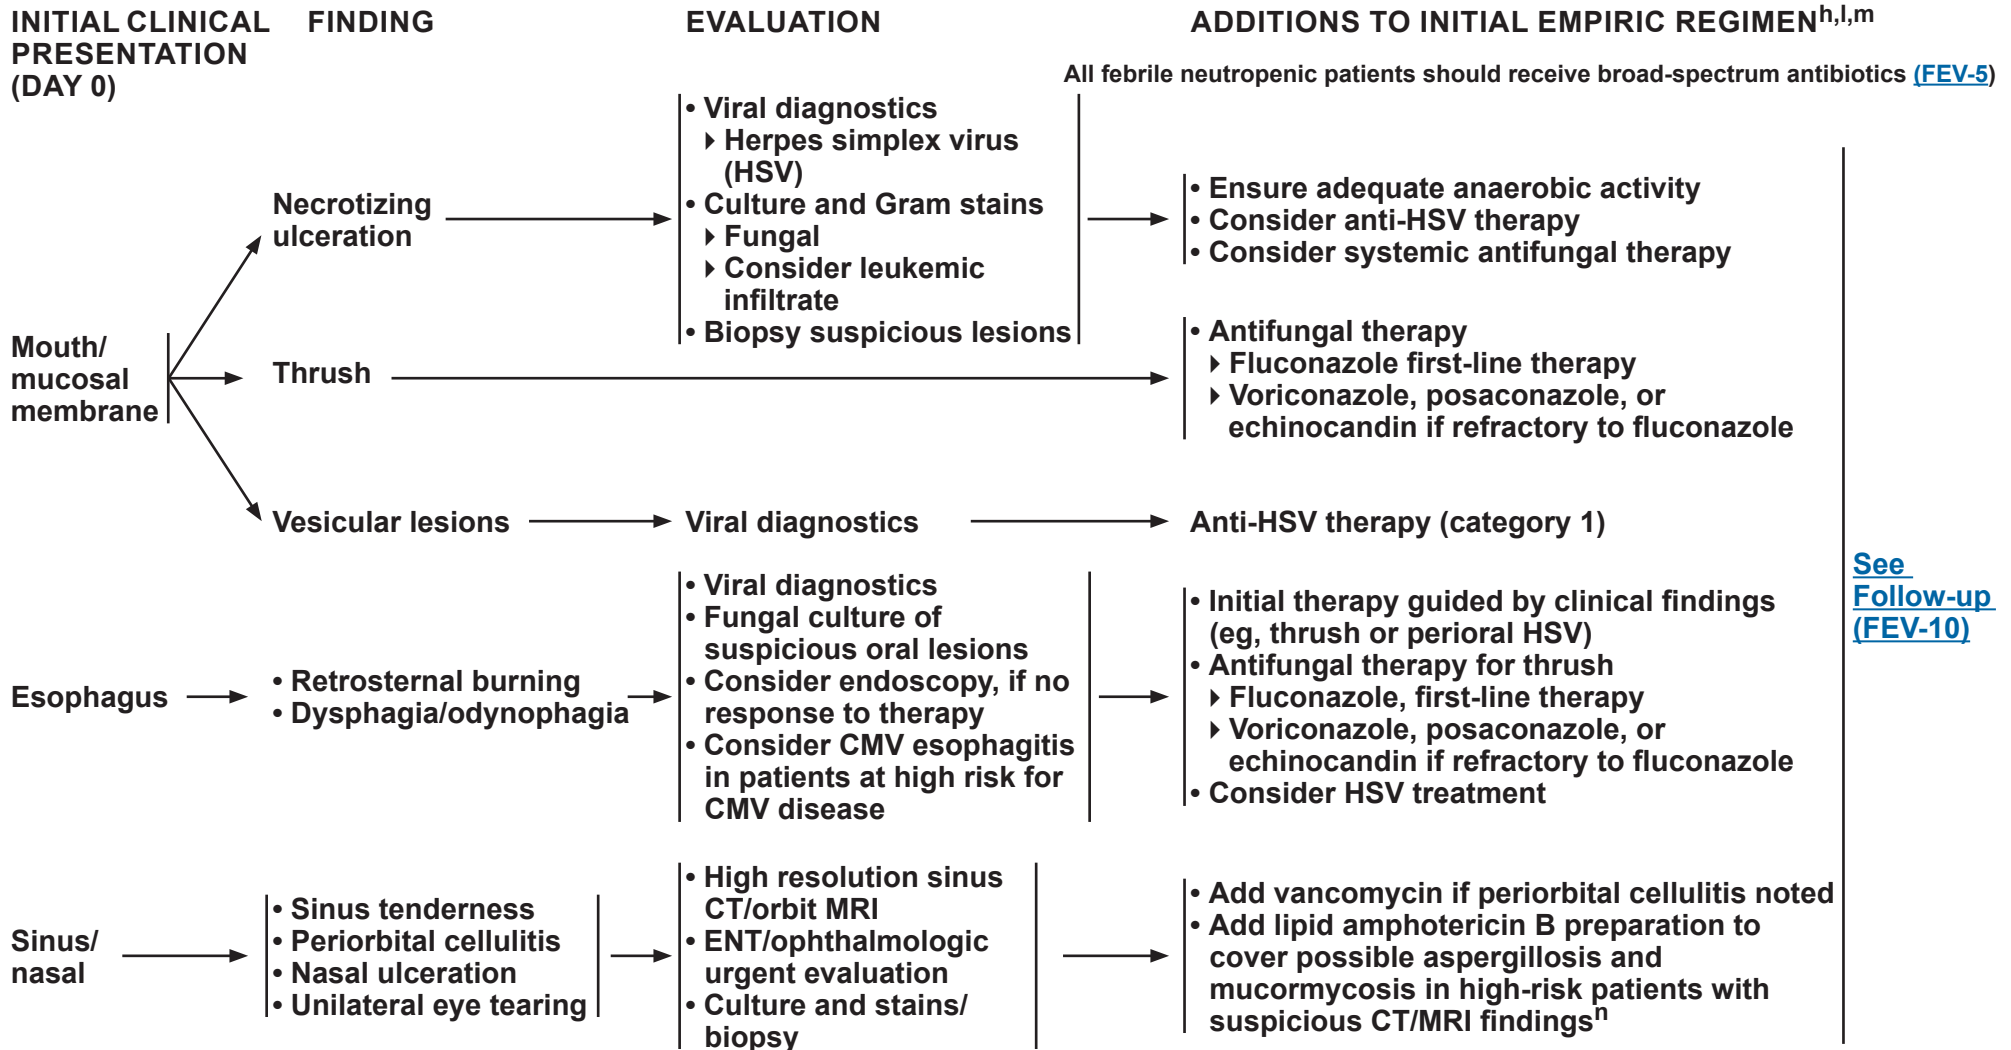 INITIAL CLINICAL
PRESENTATION
(DAY 0)
FINDING
EVALUATION
ADDITIONS TO INITIAL EMPIRIC REGIMENh,l,m
All febrile neutropenic patients should receive broad-spectrum antibiotics (FEV-5)
Mouth/
mucosal
membrane
Necrotizing
ulceration
• Viral diagnostics
▸ Herpes simplex virus
(HSV)
• Culture and Gram stains
▸ Fungal
▸ Consider leukemic
infiltrate
• Biopsy suspicious lesions
• Ensure adequate anaerobic activity
• Consider anti-HSV therapy
• Consider systemic antifungal therapy
Thrush
• Antifungal therapy
▸ Fluconazole first-line therapy
▸ Voriconazole, posaconazole, or
echinocandin if refractory to fluconazole
Vesicular lesions
Viral diagnostics
Anti-HSV therapy (category 1)
Esophagus
• Retrosternal burning
• Dysphagia/odynophagia
• Viral diagnostics
• Fungal culture of
suspicious oral lesions
• Consider endoscopy, if no
response to therapy
• Consider CMV esophagitis
in patients at high risk for
CMV disease
• Initial therapy guided by clinical findings
(eg, thrush or perioral HSV)
• Antifungal therapy for thrush
▸ Fluconazole, first-line therapy
▸ Voriconazole, posaconazole, or
echinocandin if refractory to fluconazole
• Consider HSV treatment
Sinus/
nasal
• Sinus tenderness
• Periorbital cellulitis
• Nasal ulceration
• Unilateral eye tearing
• High resolution sinus
CT/orbit MRI
• ENT/ophthalmologic
urgent evaluation
• Culture and stains/
biopsy
• Add vancomycin if periorbital cellulitis noted
• Add lipid amphotericin B preparation to
cover possible aspergillosis and
mucormycosis in high-risk patients with
suspicious CT/MRI findingsn
See
Follow-up
(FEV-10)